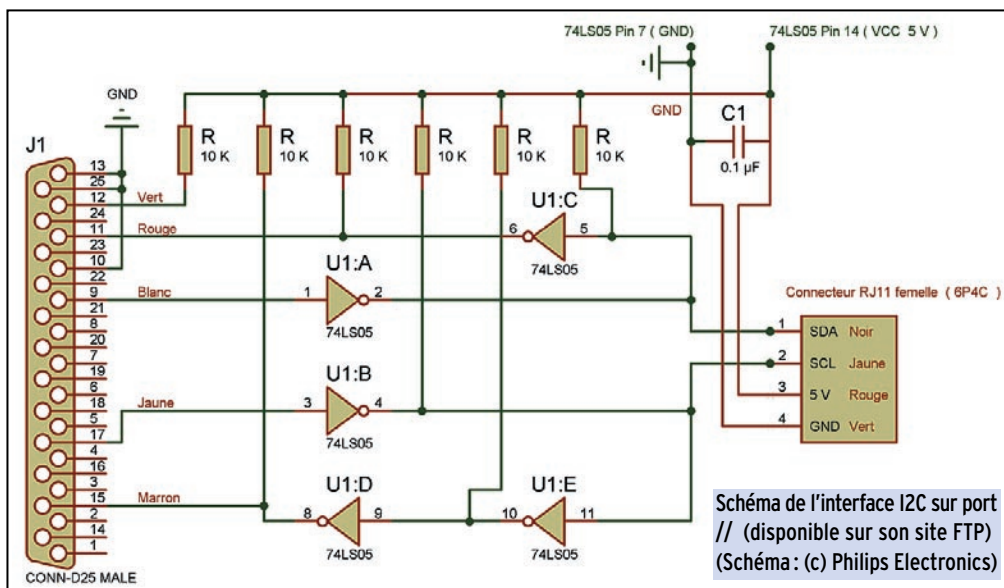 74LS05 Pin 7 ( GND)
74LS05 Pin 14 ( VCC 5 V )
GND
J1
13
25
12
24
11
23
10
22
9
21
8
20
7
19
6
18
5
17
4
16
3
15
2
14
1
CONN-D25 MALE
Vert
Rouge
Blanc
Jaune
Marron
R
10 K
R
10 K
R
10 K
R
10 K
R
10 K
R
10 K
GND
C1
0.1 µF
U1:C
6
5
74LS05
U1:A
1
2
74LS05
U1:B
3
4
74LS05
U1:D
8
9
74LS05
U1:E
10
11
74LS05
Connecteur RJ11 femelle ( 6P4C )
1 SDA Noir
2 SCL Jaune
3 5 V Rouge
4 GND Vert
Schéma de l'interface I2C sur port
// (disponible sur son site FTP)
(Schéma : (c) Philips Electronics)